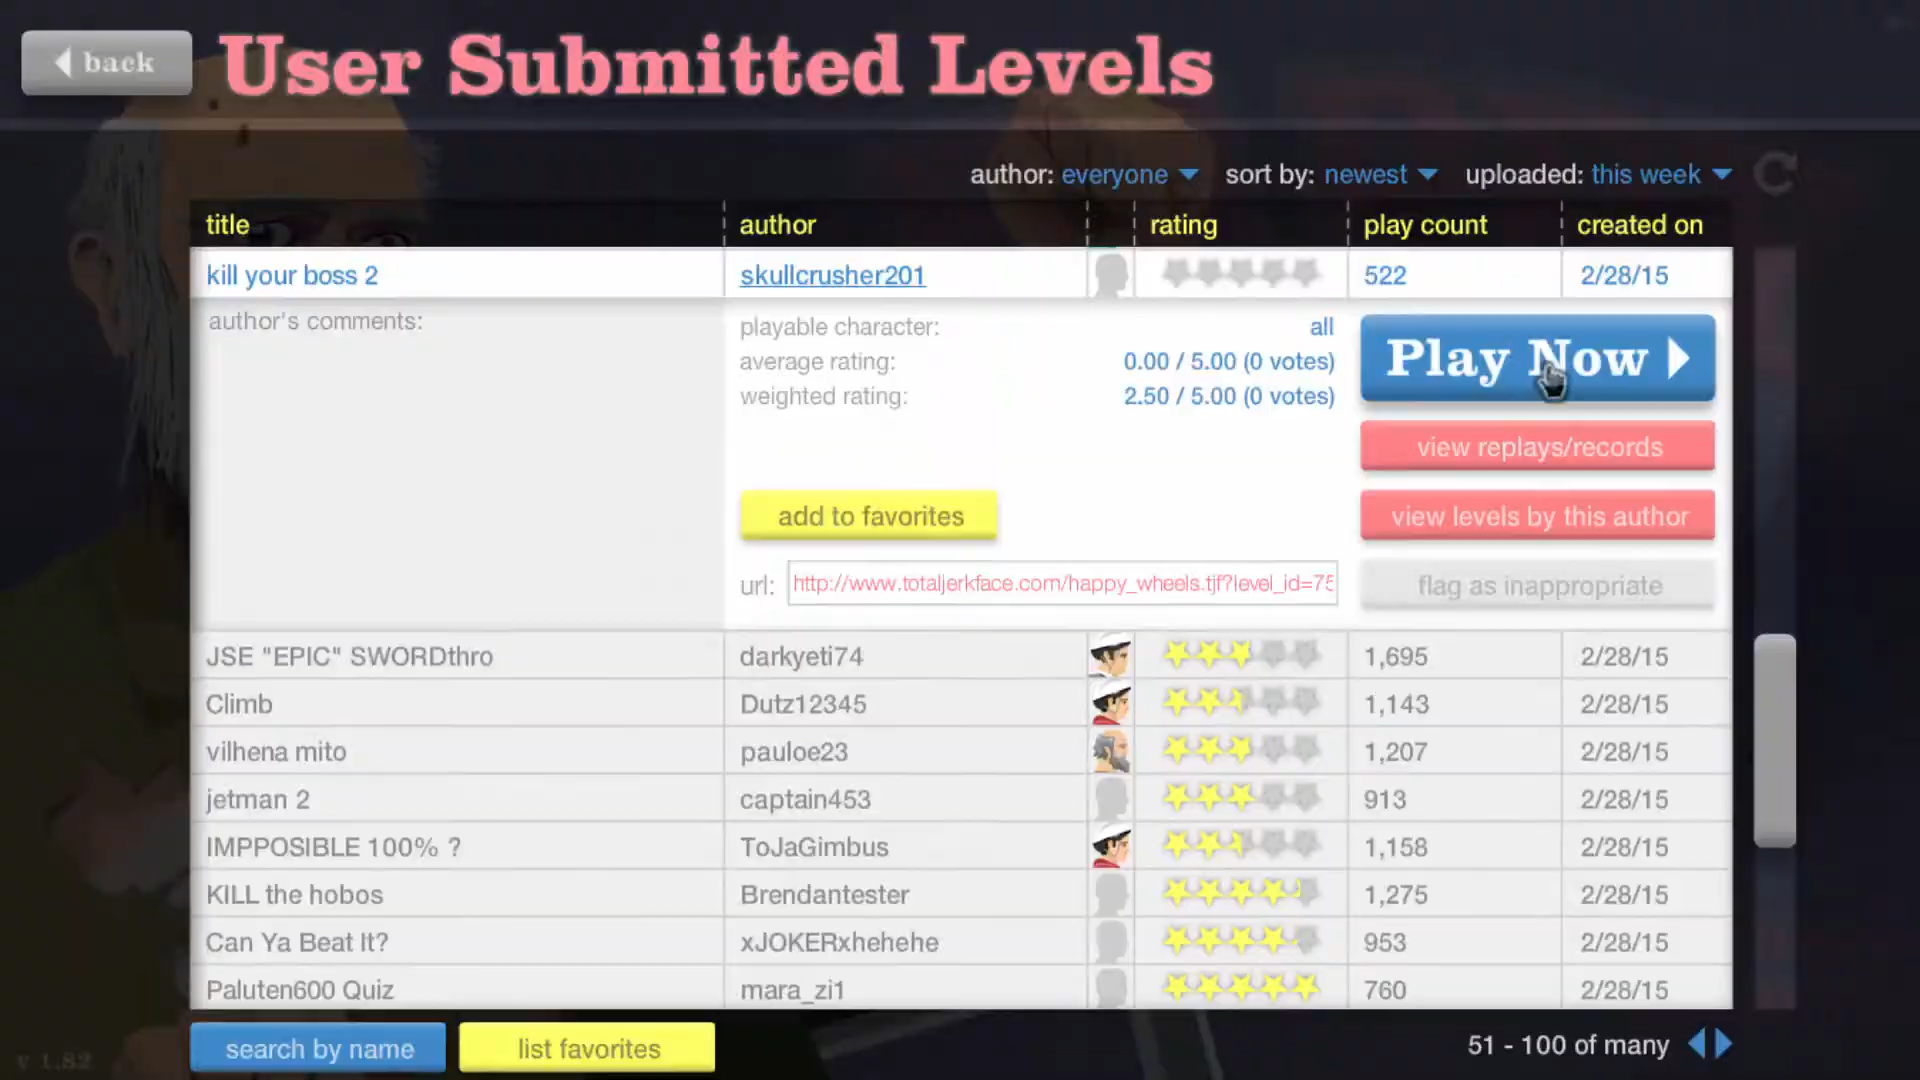 back
User Submitted Levels
author: everyone sort by: newest uploaded: this week
title author rating play count created on
kill your boss 2 skullcrusher201 522 2/28/15
author's comments:
playable character: all
average rating: 0.00 / 5.00 (0 votes)
weighted rating: 2.50 / 5.00 (0 votes)
Play Now
view replays/records
add to favorites
view levels by this author
url: http://www.totaljerkface.com/happy_wheels.tjf?level_id=75
flag as inappropriate
JSE "EPIC" SWORDthro darkyeti74 1,695 2/28/15
Climb Dutz12345 1,143 2/28/15
vilhena mito pauloe23 1,207 2/28/15
jetman 2 captain453 913 2/28/15
IMPPOSIBLE 100% ? ToJaGimbus 1,158 2/28/15
KILL the hobos Brendantester 1,275 2/28/15
Can Ya Beat It? xJOKERxhehehe 953 2/28/15
Paluten600 Quiz mara_zi1 760 2/28/15
search by name list favorites 51 - 100 of many
v 1.82